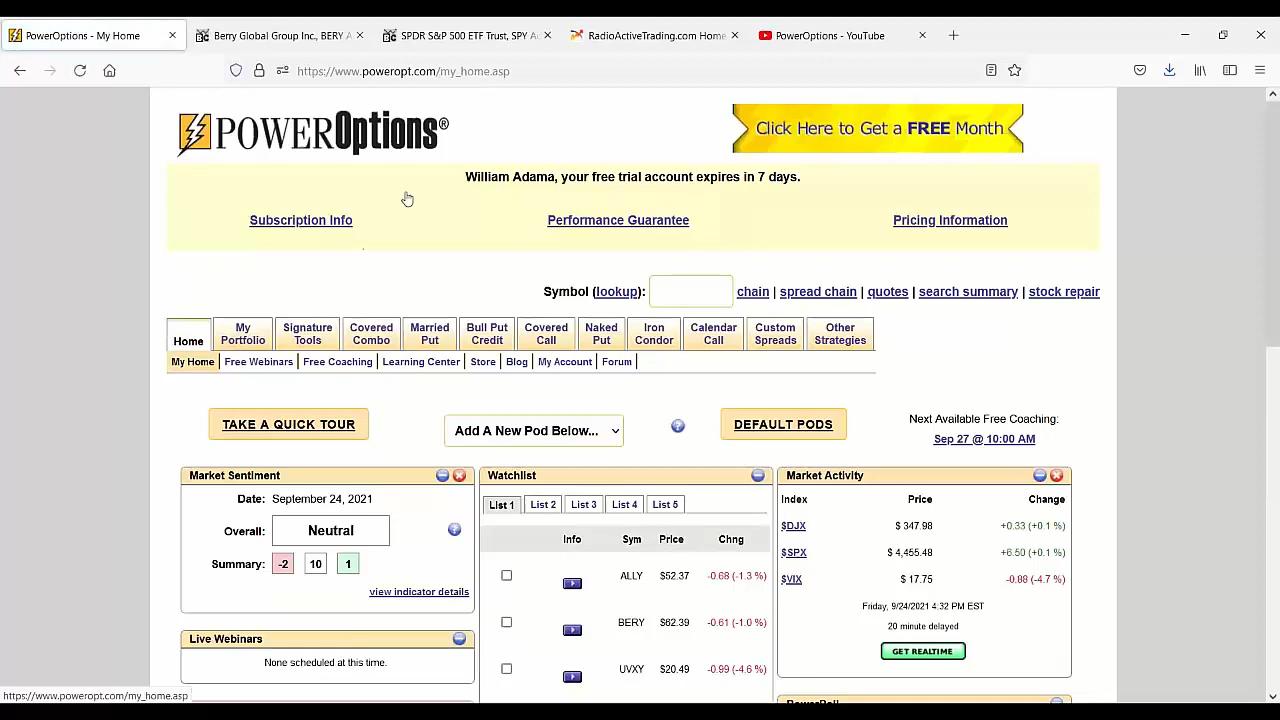 PowerOptions - My Home
Berry Global Group Inc., BERY A
SPDR S&P 500 ETF Trust, SPY Ac
RadioActiveTrading.com Home
PowerOptions - YouTube
https://www.poweropt.com/my_home.asp
POWEROptions®
Click Here to Get a FREE Month
William Adama, your free trial account expires in 7 days.
Subscription Info
Performance Guarantee
Pricing Information
Symbol (lookup): chain | spread chain | quotes | search summary | stock repair
Home
My Portfolio
Signature Tools
Covered Combo
Married Put
Bull Put Credit
Covered Call
Naked Put
Iron Condor
Calendar Call
Custom Spreads
Other Strategies
My Home | Free Webinars | Free Coaching | Learning Center | Store | Blog | My Account | Forum |
TAKE A QUICK TOUR
Add A New Pod Below...
DEFAULT PODS
Next Available Free Coaching:
Sep 27 @ 10:00 AM
Market Sentiment
Date: September 24, 2021
Overall: Neutral
Summary: -2 10 1
view indicator details
Live Webinars
None scheduled at this time.
Watchlist
List 1 List 2 List 3 List 4 List 5
Info Sym Price Chng
ALLY $52.37 -0.68 (-1.3 %)
BERY $62.39 -0.61 (-1.0 %)
UVXY $20.49 -0.99 (-4.6 %)
Market Activity
Index Price Change
$DJX $ 347.98 +0.33 (+0.1 %)
$SPX $ 4,455.48 +6.50 (+0.1 %)
$VIX $ 17.75 -0.88 (-4.7 %)
Friday, 9/24/2021 4:32 PM EST
20 minute delayed
GET REALTIME
PowerPoll
https://www.poweropt.com/my_home.asp